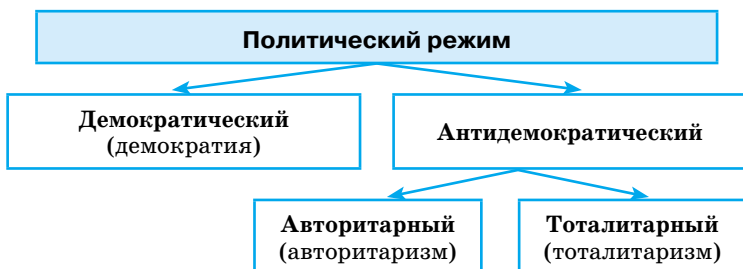 Политический режим
Демократический
(демократия)
Антидемократический
Авторитарный
(авторитаризм)
Тоталитарный
(тоталитаризм)